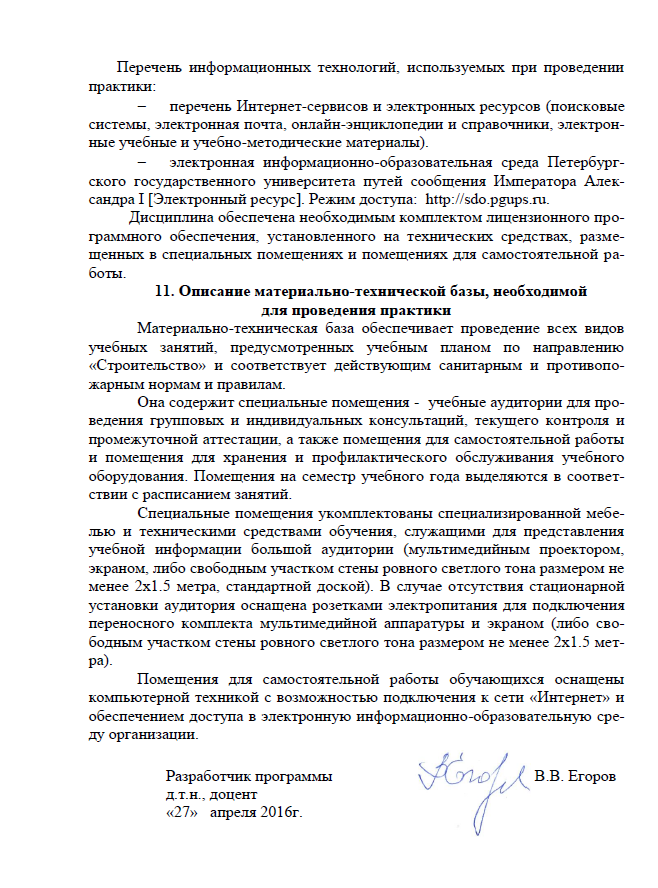 Перечень информационных технологий, используемых при проведении
практики:
– перечень Интернет-сервисов и электронных ресурсов (поисковые
системы, электронная почта, онлайн-энциклопедии и справочники, электрон-
ные учебные и учебно-методические материалы).
– электронная информационно-образовательная среда Петербург-
ского государственного университета путей сообщения Императора Алек-
сандра I [Электронный ресурс]. Режим доступа: http://sdo.pgups.ru.
Дисциплина обеспечена необходимым комплектом лицензионного про-
граммного обеспечения, установленного на технических средствах, разме-
щенных в специальных помещениях и помещениях для самостоятельной ра-
боты.
11. Описание материально-технической базы, необходимой
для проведения практики
Материально-техническая база обеспечивает проведение всех видов
учебных занятий, предусмотренных учебным планом по направлению
«Строительство» и соответствует действующим санитарным и противопо-
жарным нормам и правилам.
Она содержит специальные помещения - учебные аудитории для про-
ведения групповых и индивидуальных консультаций, текущего контроля и
промежуточной аттестации, а также помещения для самостоятельной работы
и помещения для хранения и профилактического обслуживания учебного
оборудования. Помещения на семестр учебного года выделяются в соответ-
ствии с расписанием занятий.
Специальные помещения укомплектованы специализированной мебе-
лью и техническими средствами обучения, служащими для представления
учебной информации большой аудитории (мультимедийным проектором,
экраном, либо свободным участком стены ровного светлого тона размером не
менее 2х1.5 метра, стандартной доской). В случае отсутствия стационарной
установки аудитория оснащена розетками электропитания для подключения
переносного комплекта мультимедийной аппаратуры и экраном (либо сво-
бодным участком стены ровного светлого тона размером не менее 2х1.5 мет-
ра).
Помещения для самостоятельной работы обучающихся оснащены
компьютерной техникой с возможностью подключения к сети «Интернет» и
обеспечением доступа в электронную информационно-образовательную сре-
ду организации.
Разработчик программы В.В. Егоров
д.т.н., доцент
«27» апреля 2016г.